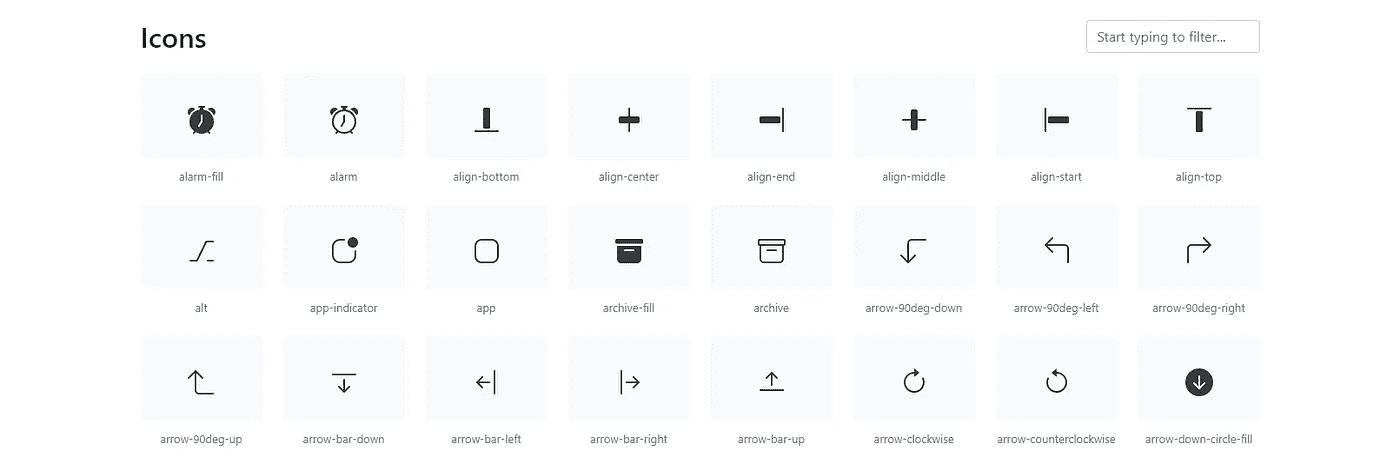 Icons
Start typing to filter...
alarm-fill
alarm
align-bottom
align-center
align-end
align-middle
align-start
align-top
alt
app-indicator
app
archive-fill
archive
arrow-90deg-down
arrow-90deg-left
arrow-90deg-right
arrow-90deg-up
arrow-bar-down
arrow-bar-left
arrow-bar-right
arrow-bar-up
arrow-clockwise
arrow-counterclockwise
arrow-down-circle-fill